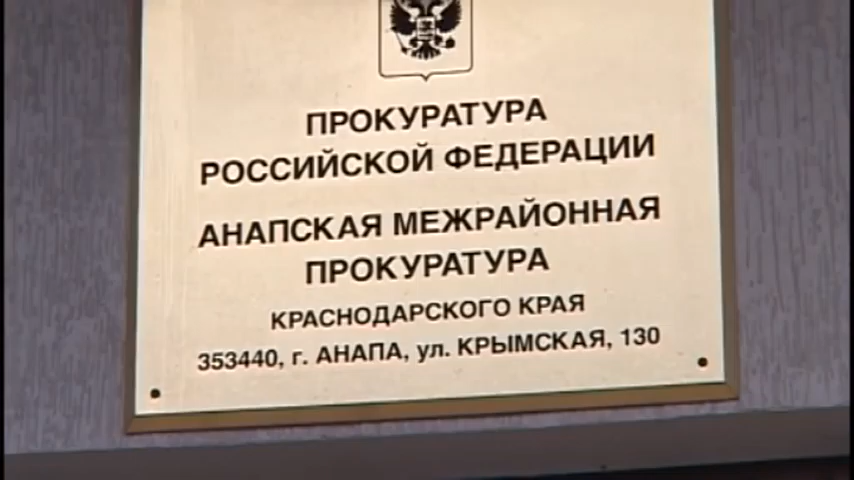 ПРОКУРАТУРА
РОССИЙСКОЙ ФЕДЕРАЦИИ
АНАПСКАЯ МЕЖРАЙОННАЯ
ПРОКУРАТУРА
КРАСНОДАРСКОГО КРАЯ
353440, г. АНАПА, ул. КРЫМСКАЯ, 130